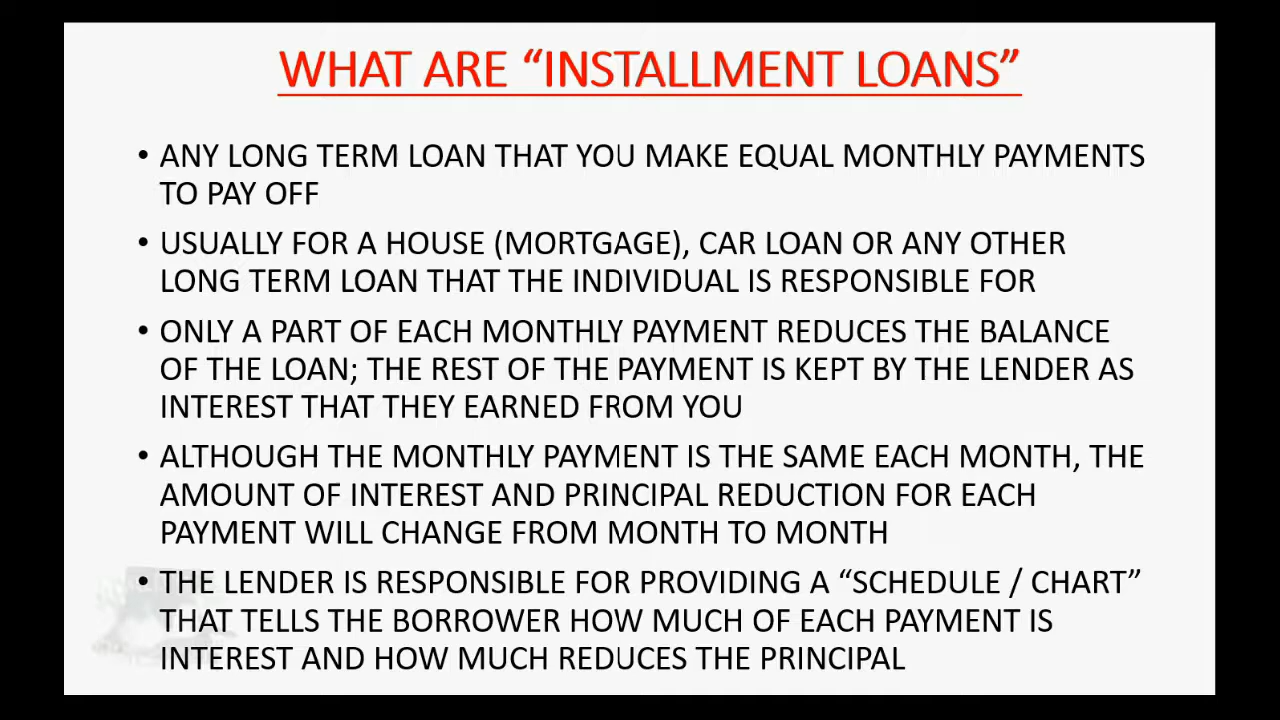 WHAT ARE “INSTALLMENT LOANS”
• ANY LONG TERM LOAN THAT YOU MAKE EQUAL MONTHLY PAYMENTS
TO PAY OFF
• USUALLY FOR A HOUSE (MORTGAGE), CAR LOAN OR ANY OTHER
LONG TERM LOAN THAT THE INDIVIDUAL IS RESPONSIBLE FOR
• ONLY A PART OF EACH MONTHLY PAYMENT REDUCES THE BALANCE
OF THE LOAN; THE REST OF THE PAYMENT IS KEPT BY THE LENDER AS
INTEREST THAT THEY EARNED FROM YOU
• ALTHOUGH THE MONTHLY PAYMENT IS THE SAME EACH MONTH, THE
AMOUNT OF INTEREST AND PRINCIPAL REDUCTION FOR EACH
PAYMENT WILL CHANGE FROM MONTH TO MONTH
• THE LENDER IS RESPONSIBLE FOR PROVIDING A “SCHEDULE / CHART”
THAT TELLS THE BORROWER HOW MUCH OF EACH PAYMENT IS
INTEREST AND HOW MUCH REDUCES THE PRINCIPAL